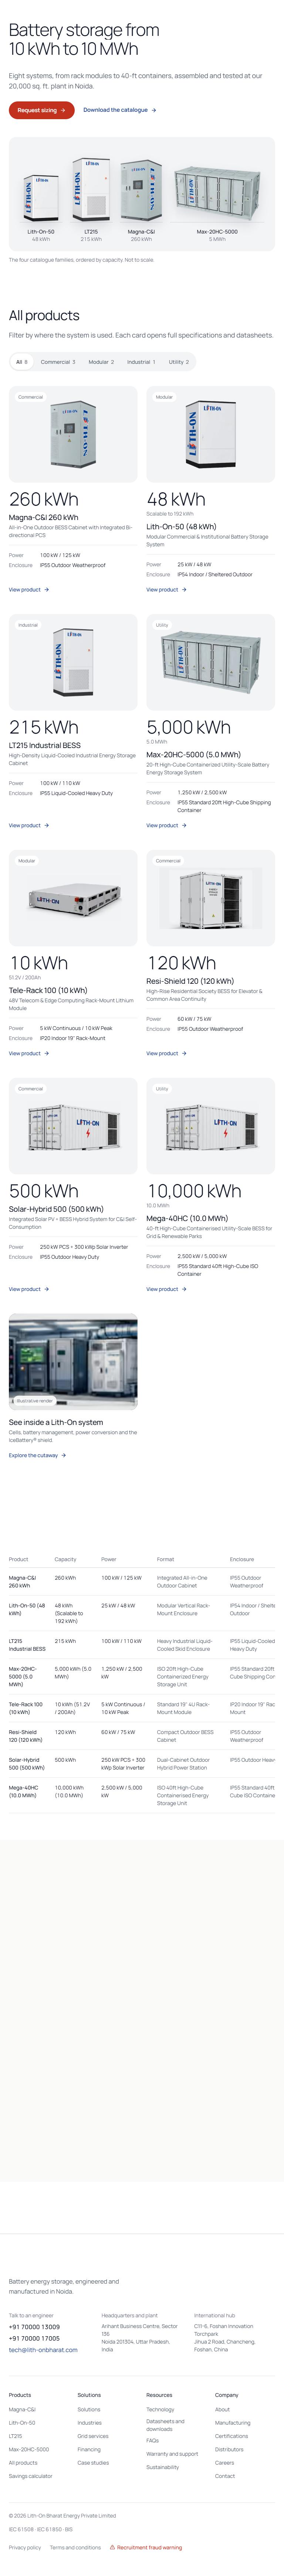 Battery storage from
10 kWh to 10 MWh
Eight systems, from rack modules to 40-ft containers, assembled and tested at our
20,000 sq. ft. plant in Noida.
Request sizing →
Download the catalogue →
Lith-On-50
48 kWh
LT215
215 kWh
Magna-C&I
260 kWh
Max-20HC-5000
5 MWh
The four catalogue families, ordered by capacity. Not to scale.
All products
Filter by where the system is used. Each card opens full specifications and datasheets.
All 8
Commercial 3
Modular 2
Industrial 1
Utility 2
Commercial
LITH-ON
260 kWh
Magna-C&I 260 kWh
All-in-One Outdoor BESS Cabinet with Integrated Bi-
directional PCS
Power 100 kW / 125 kW
Enclosure IP55 Outdoor Weatherproof
View product →
Modular
LITH-ON
48 kWh
Scalable to 192 kWh
Lith-On-50 (48 kWh)
Modular Commercial & Institutional Battery Storage
System
Power 25 kW / 48 kW
Enclosure IP54 Indoor / Sheltered Outdoor
View product →
Industrial
LITH-ON
215 kWh
LT215 Industrial BESS
High-Density Liquid-Cooled Industrial Energy Storage
Cabinet
Power 100 kW / 110 kW
Enclosure IP55 Liquid-Cooled Heavy Duty
View product →
Utility
LITH-ON
5,000 kWh
5.0 MWh
Max-20HC-5000 (5.0 MWh)
20-ft High-Cube Containerized Utility-Scale Battery
Energy Storage System
Power 1,250 kW / 2,500 kW
Enclosure IP55 Standard 20ft High-Cube Shipping
Container
View product →
Modular
LITH-ON
10 kWh
51.2V / 200Ah
Tele-Rack 100 (10 kWh)
48V Telecom & Edge Computing Rack-Mount Lithium
Module
Power 5 kW Continuous / 10 kW Peak
Enclosure IP20 Indoor 19" Rack-Mount
View product →
Commercial
LITH-ON
120 kWh
Resi-Shield 120 (120 kWh)
High-Rise Residential Society BESS for Elevator &
Common Area Continuity
Power 60 kW / 75 kW
Enclosure IP55 Outdoor Weatherproof
View product →
Commercial
LITH-ON
500 kWh
Solar-Hybrid 500 (500 kWh)
Integrated Solar PV + BESS Hybrid System for C&I Self-
Consumption
Power 250 kW PCS + 300 kWp Solar Inverter
Enclosure IP55 Outdoor Heavy Duty
View product →
Utility
LITH-ON
10,000 kWh
10.0 MWh
Mega-40HC (10.0 MWh)
40-ft High-Cube Containerised Utility-Scale BESS for
Grid & Renewable Parks
Power 2,500 kW / 5,000 kW
Enclosure IP55 Standard 40ft High-Cube ISO
Container
View product →
Illustrative render
See inside a Lith-On system
Cells, battery management, power conversion and the
IceBattery® shield.
Explore the cutaway →
Product Capacity Power Format Enclosure
Magna-C&I 260 kWh 100 kW / 125 kW Integrated All-in-One IP55 Outdoor
260 kWh Outdoor Cabinet Weatherproof
Lith-On-50 (48 48 kWh 25 kW / 48 kW Modular Vertical Rack- IP54 Indoor / Shelte
kWh) (Scalable to Mount Enclosure Outdoor
192 kWh)
LT215 215 kWh 100 kW / 110 kW Heavy Industrial Liquid- IP55 Liquid-Cooled
Industrial BESS Cooled Skid Enclosure Heavy Duty
Max-20HC- 5,000 kWh (5.0 1,250 kW / 2,500 ISO 20ft High-Cube IP55 Standard 20ft
5000 (5.0 MWh) kW Containerized Energy Cube Shipping Con
MWh) Storage Unit
Tele-Rack 100 10 kWh (51.2V 5 kW Continuous / Standard 19" 4U Rack- IP20 Indoor 19" Rac
(10 kWh) / 200Ah) 10 kW Peak Mount Module Mount
Resi-Shield 120 kWh 60 kW / 75 kW Compact Outdoor BESS IP55 Outdoor
120 (120 kWh) Cabinet Weatherproof
Solar-Hybrid 500 kWh 250 kW PCS + 300 Dual-Cabinet Outdoor IP55 Outdoor Heav
500 (500 kWh) kWp Solar Inverter Hybrid Power Station
Mega-40HC 10,000 kWh 2,500 kW / 5,000 ISO 40ft High-Cube IP55 Standard 40ft
(10.0 MWh) (10.0 MWh) kW Containerised Energy Cube ISO Containe
Storage Unit
Battery energy storage, engineered and
manufactured in Noida.
Talk to an engineer
+91 70000 13009
+91 70000 17005
tech@lith-onbharat.com
Headquarters and plant
Arihant Business Centre, Sector
136
Noida 201304, Uttar Pradesh,
India
International hub
C11-6, Foshan Innovation
Torchpark
Jihua 2 Road, Chancheng,
Foshan, China
Products
Magna-C&I
Lith-On-50
LT215
Max-20HC-5000
All products
Savings calculator
Solutions
Solutions
Industries
Grid services
Financing
Case studies
Resources
Technology
Datasheets and
downloads
FAQs
Warranty and support
Sustainability
Company
About
Manufacturing
Certifications
Distributors
Careers
Contact
© 2026 Lith-On Bharat Energy Private Limited
IEC 61508 · IEC 61850 · BIS
Privacy policy
Terms and conditions
Recruitment fraud warning